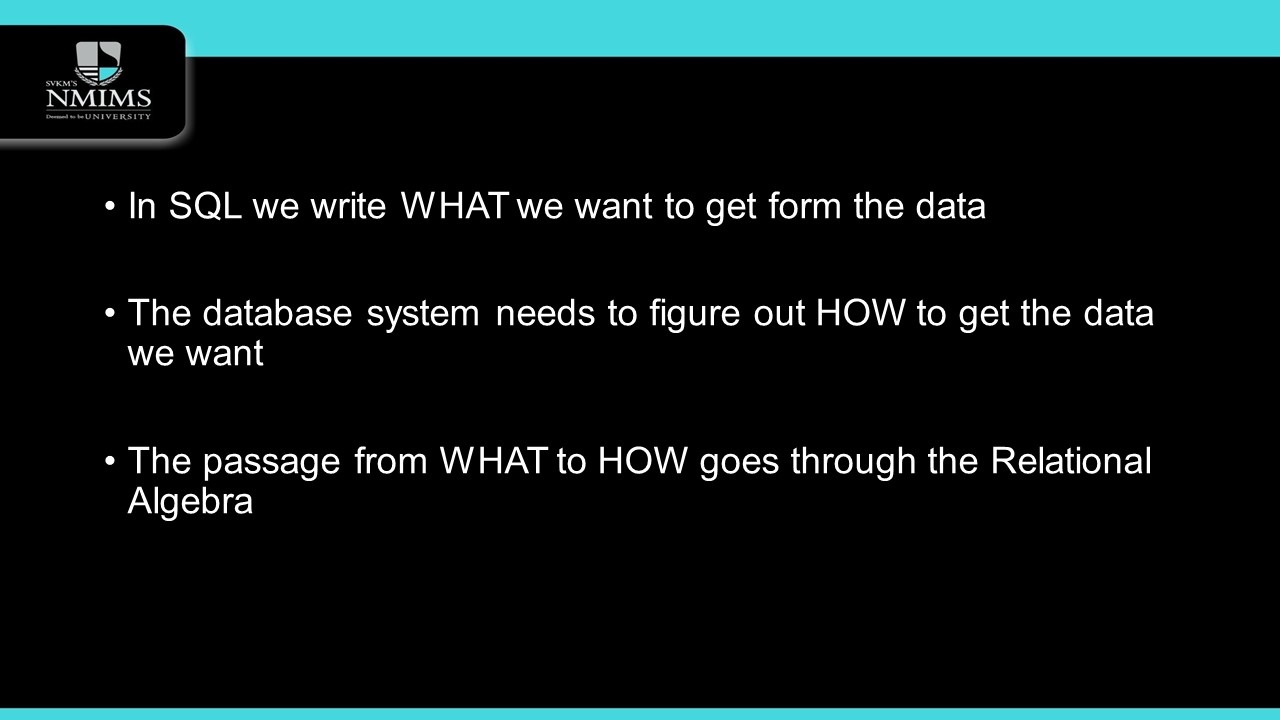 SVKM'S
NMIMS
Deemed to be UNIVERSITY
• In SQL we write WHAT we want to get form the data
• The database system needs to figure out HOW to get the data
we want
• The passage from WHAT to HOW goes through the Relational
Algebra